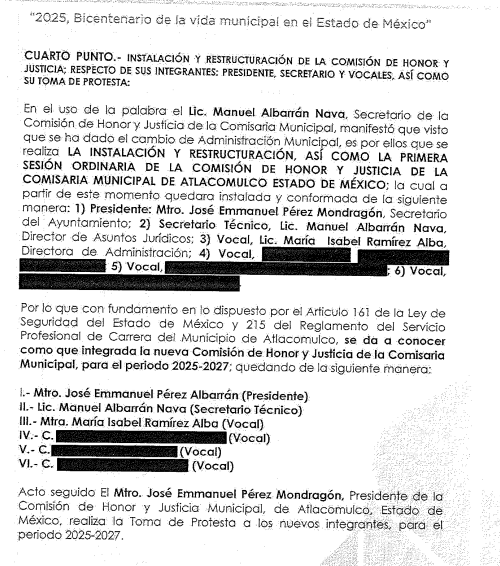 “2025, Bicentenario de la vida municipal en el Estado de México”
CUARTO PUNTO.- INSTALACIÓN Y RESTRUCTURACIÓN DE LA COMISIÓN DE HONOR Y
JUSTICIA; RESPECTO DE SUS INTEGRANTES: PRESIDENTE, SECRETARIO Y VOCALES, ASÍ COMO
SU TOMA DE PROTESTA:
En el uso de la palabra el Lic. Manuel Albarrán Nava, Secretario de la
Comisión de Honor y Justicia de la Comisaria Municipal, manifestó que visto
que se ha dado el cambio de Administración Municipal, es por ellos que se
realiza LA INSTALACIÓN Y RESTRUCTURACIÓN, ASÍ COMO LA PRIMERA
SESIÓN ORDINARIA DE LA COMISIÓN DE HONOR Y JUSTICIA DE LA
COMISARIA MUNICIPAL DE ATLACOMULCO ESTADO DE MÉXICO; la cual a
partir de este momento quedara instalada y conformada de la siguiente
manera: 1) Presidente: Mtro. José Emmanuel Pérez Mondragón, Secretario
del Ayuntamiento; 2) Secretario Técnico, Lic. Manuel Albarrán Nava,
Director de Asuntos Jurídicos; 3) Vocal, Lic. María Isabel Ramírez Alba,
Directora de Administración; 4) Vocal,
; 5) Vocal, ; 6) Vocal,
.
Por lo que con fundamento en lo dispuesto por el Articulo 161 de la Ley de
Seguridad del Estado de México y 215 del Reglamento del Servicio
Profesional de Carrera del Municipio de Atlacomulco, se da a conocer
como que integrada la nueva Comisión de Honor y Justicia de la Comisaria
Municipal, para el periodo 2025-2027; quedando de la siguiente manera:
I.- Mtro. José Emmanuel Pérez Albarrán (Presidente)
II.- Lic. Manuel Albarrán Nava (Secretario Técnico)
III.- Mtra. María Isabel Ramírez Alba (Vocal)
IV.- C. (Vocal)
V.- C. (Vocal)
VI.- C. (Vocal)
Acto seguido El Mtro. José Emmanuel Pérez Mondragón, Presidente de la
Comisión de Honor y Justicia Municipal, de Atlacomulco, Estado de
México, realiza la Toma de Protesta a los nuevos integrantes, para el
periodo 2025-2027.